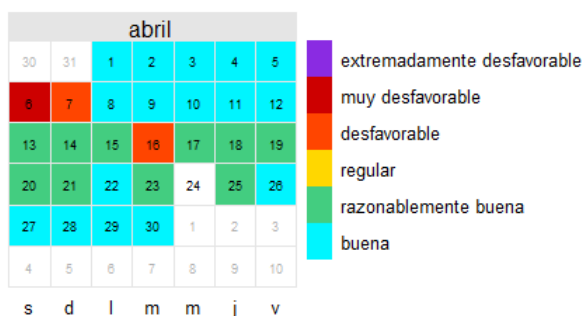 abril
30 31 1 2 3 4 5
6 7 8 9 10 11 12
13 14 15 16 17 18 19
20 21 22 23 24 25 26
27 28 29 30 1 2 3
4 5 6 7 8 9 10
s d l m m j v
extremadamente desfavorable
muy desfavorable
desfavorable
regular
razonablemente buena
buena